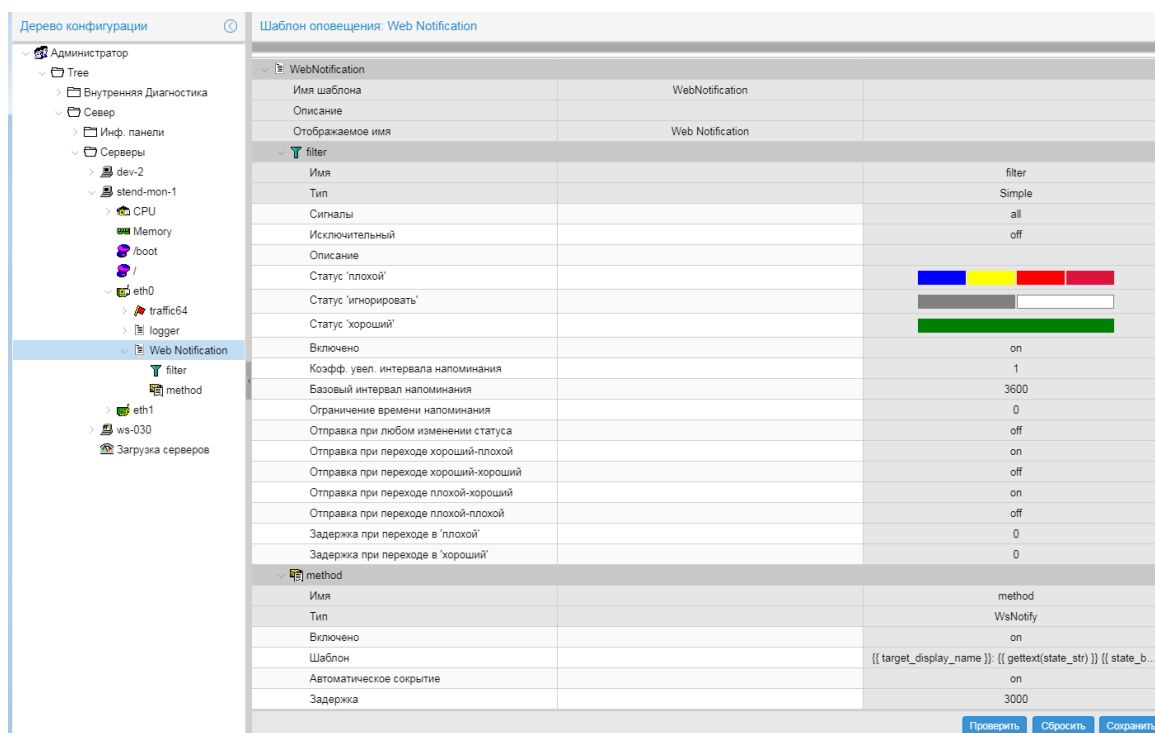 Дерево конфигурации
Администратор
Tree
Внутренняя Диагностика
Север
Инф. панели
Серверы
dev-2
stend-mon-1
CPU
Memory
/boot
/
eth0
traffic64
logger
Web Notification
filter
method
eth1
ws-030
Загрузка серверов
Шаблон оповещения: Web Notification
WebNotification
Имя шаблона WebNotification
Описание
Отображаемое имя Web Notification
filter
Имя filter
Тип Simple
Сигналы all
Исключительный off
Описание
Статус 'плохой'
Статус 'игнорировать'
Статус 'хороший'
Включено on
Коэфф. увел. интервала напоминания 1
Базовый интервал напоминания 3600
Ограничение времени напоминания 0
Отправка при любом изменении статуса off
Отправка при переходе хороший-плохой on
Отправка при переходе хороший-хороший off
Отправка при переходе плохой-хороший on
Отправка при переходе плохой-плохой off
Задержка при переходе в 'плохой' 0
Задержка при переходе в 'хороший' 0
method
Имя method
Тип WsNotify
Включено on
Шаблон {{ target_display_name }}: {{ gettext(state_str) }} {{ state_b...
Автоматическое сокрытие on
Задержка 3000
Проверить Сбросить Сохранить